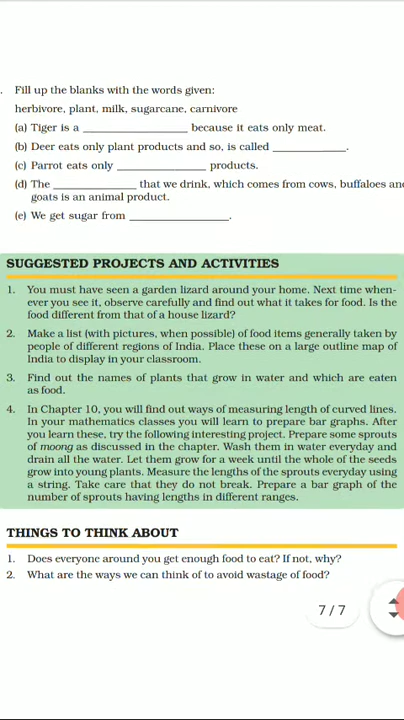 . Fill up the blanks with the words given:
herbivore, plant, milk, sugarcane, carnivore
(a) Tiger is a _________________ because it eats only meat.
(b) Deer eats only plant products and so, is called ____________.
(c) Parrot eats only _______________ products.
(d) The ______________ that we drink, which comes from cows, buffaloes and
goats is an animal product.
(e) We get sugar from ________________.
SUGGESTED PROJECTS AND ACTIVITIES
1. You must have seen a garden lizard around your home. Next time when-
ever you see it, observe carefully and find out what it takes for food. Is the
food different from that of a house lizard?
2. Make a list (with pictures, when possible) of food items generally taken by
people of different regions of India. Place these on a large outline map of
India to display in your classroom.
3. Find out the names of plants that grow in water and which are eaten
as food.
4. In Chapter 10, you will find out ways of measuring length of curved lines.
In your mathematics classes you will learn to prepare bar graphs. After
you learn these, try the following interesting project. Prepare some sprouts
of moong as discussed in the chapter. Wash them in water everyday and
drain all the water. Let them grow for a week until the whole of the seeds
grow into young plants. Measure the lengths of the sprouts everyday using
a string. Take care that they do not break. Prepare a bar graph of the
number of sprouts having lengths in different ranges.
THINGS TO THINK ABOUT
1. Does everyone around you get enough food to eat? If not, why?
2. What are the ways we can think of to avoid wastage of food?
7 / 7